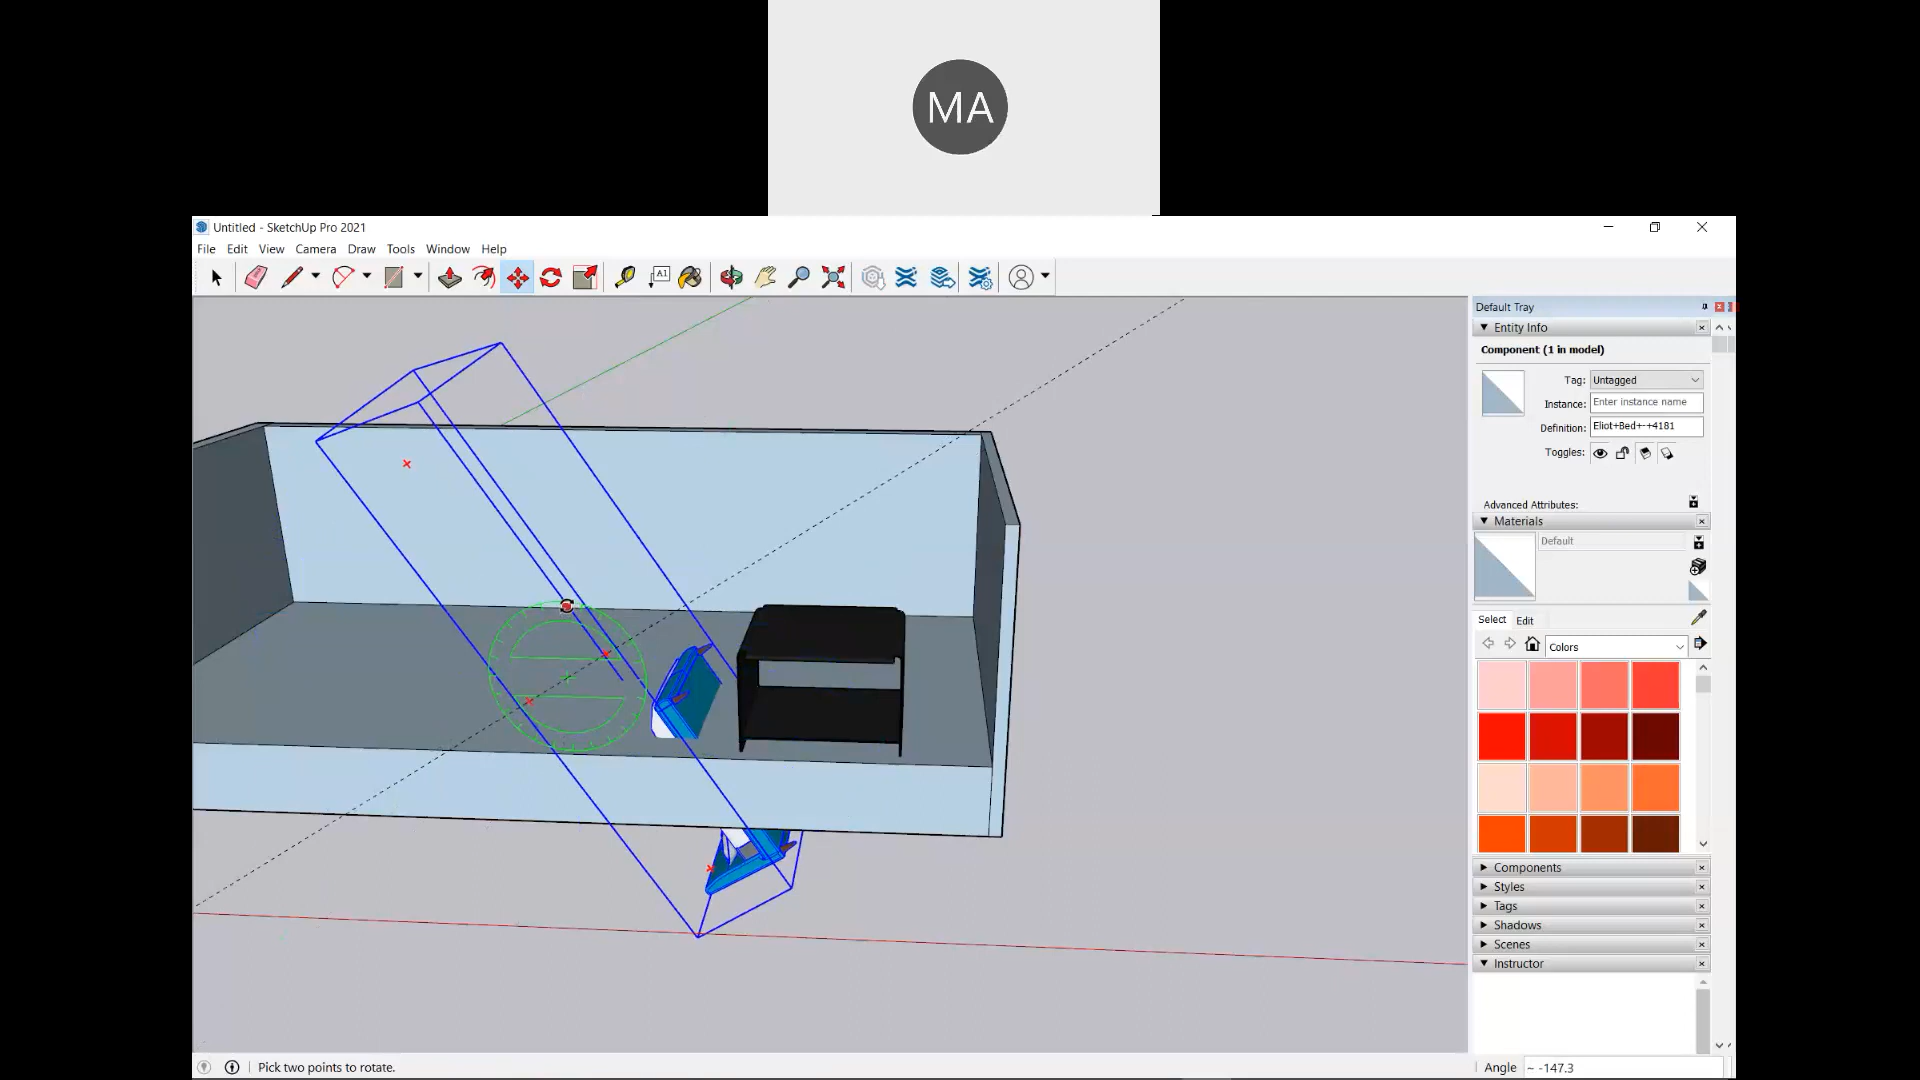 MA
Untitled - SketchUp Pro 2021
File Edit View Camera Draw Tools Window Help
A1
Default Tray
Entity Info
Component (1 in model)
Tag: Untagged
Instance: Enter instance name
Definition: Eliot+Bed+-+4181
Toggles:
Advanced Attributes:
Materials
Default
Select Edit
Colors
Components
Styles
Tags
Shadows
Scenes
Instructor
Pick two points to rotate.
Angle ~ -147.3